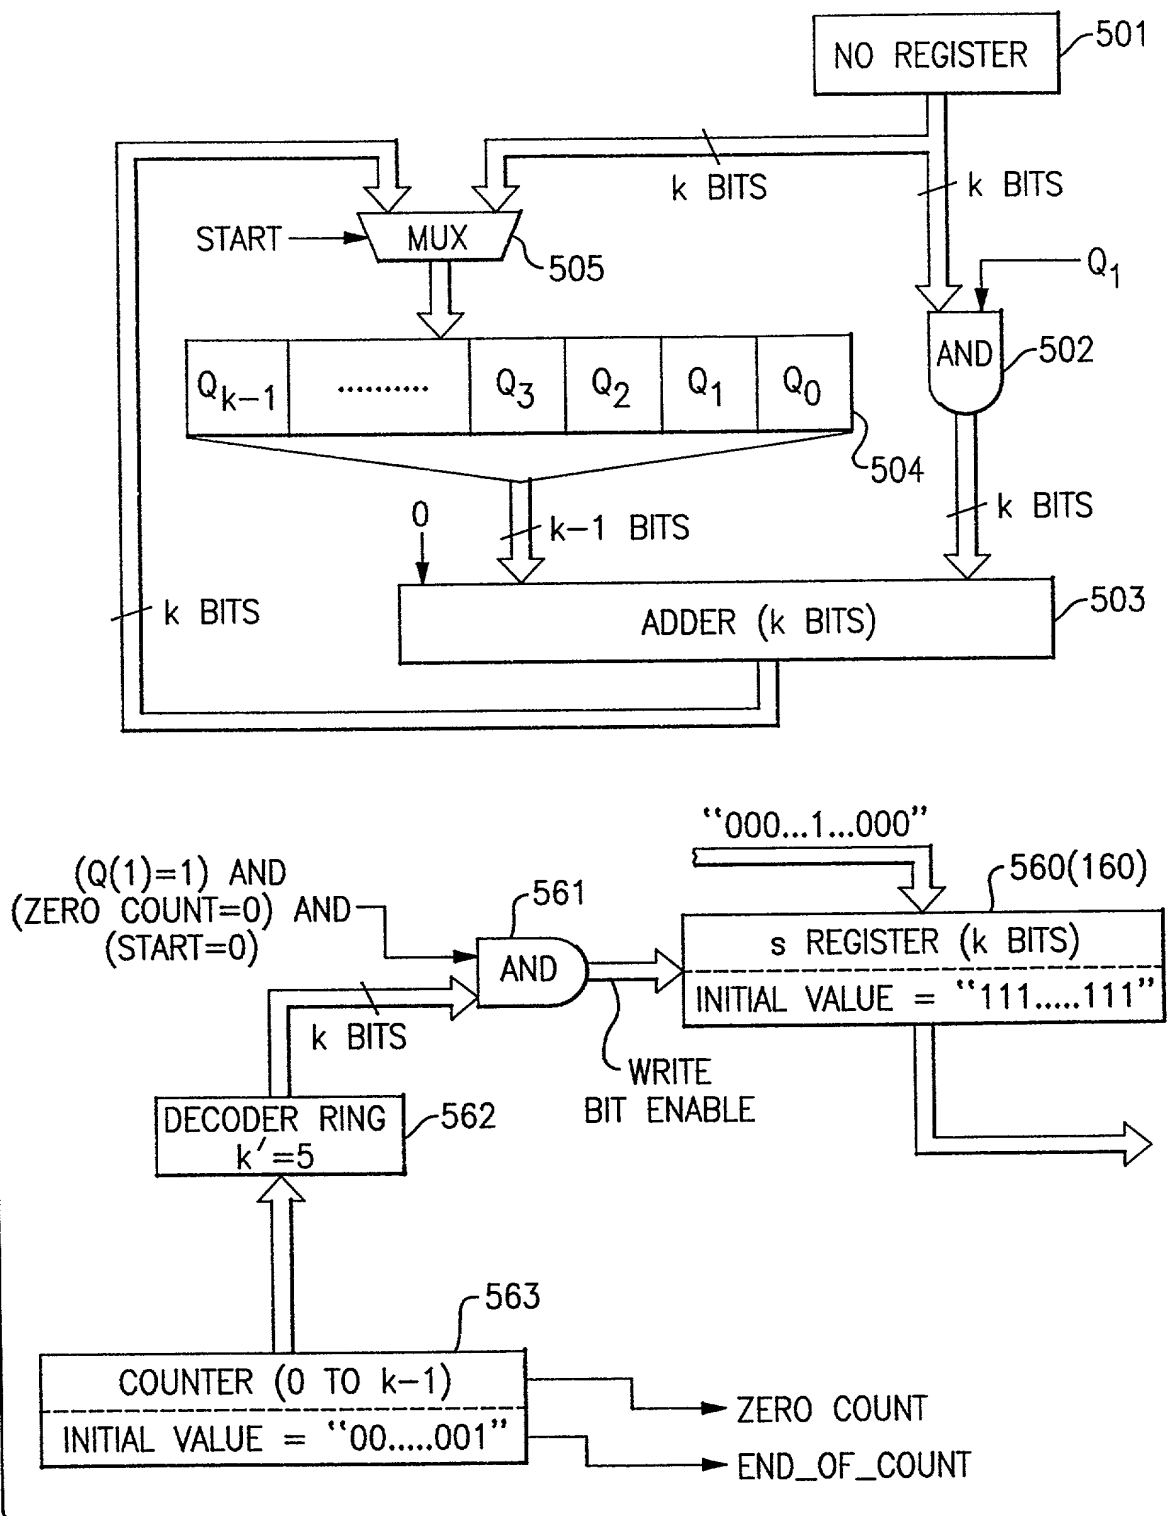 NO REGISTER
501
k BITS
k BITS
START
MUX
505
Q1
AND
502
Qk-1
..........
Q3
Q2
Q1
Q0
504
0
k-1 BITS
k BITS
k BITS
ADDER (k BITS)
503
"000...1...000"
(Q(1)=1) AND
(ZERO COUNT=0) AND
(START=0)
561
560(160)
AND
s REGISTER (k BITS)
INITIAL VALUE = "111.....111"
k BITS
WRITE
BIT ENABLE
DECODER RING
k'=5
562
563
COUNTER (0 TO k-1)
INITIAL VALUE = "00.....001"
ZERO COUNT
END_OF_COUNT